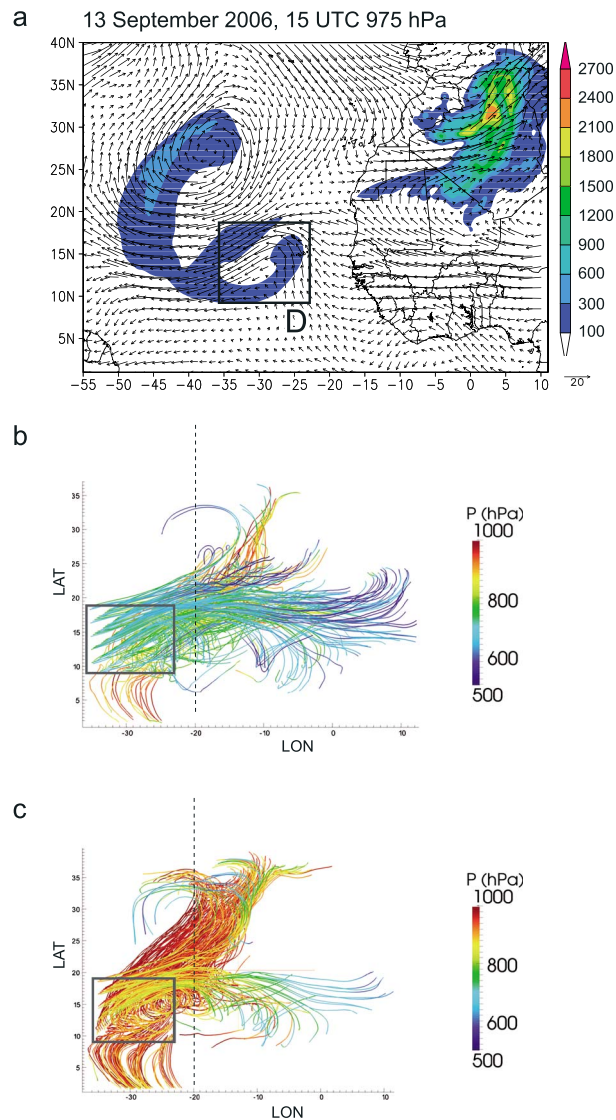 a
13 September 2006, 15 UTC 975 hPa
40N
35N
30N
25N
20N
15N
10N
5N
D
−55 −50 −45 −40 −35 −30 −25 −20 −15 −10 −5 0 5 10
2700
2400
2100
1800
1500
1200
900
600
300
100
20
b
35
30
25
20
15
10
5
LAT
-30 -20 -10 0 10
LON
P (hPa)
1000
800
600
500
c
35
30
25
20
15
10
5
LAT
-30 -20 -10 0 10
LON
P (hPa)
1000
800
600
500